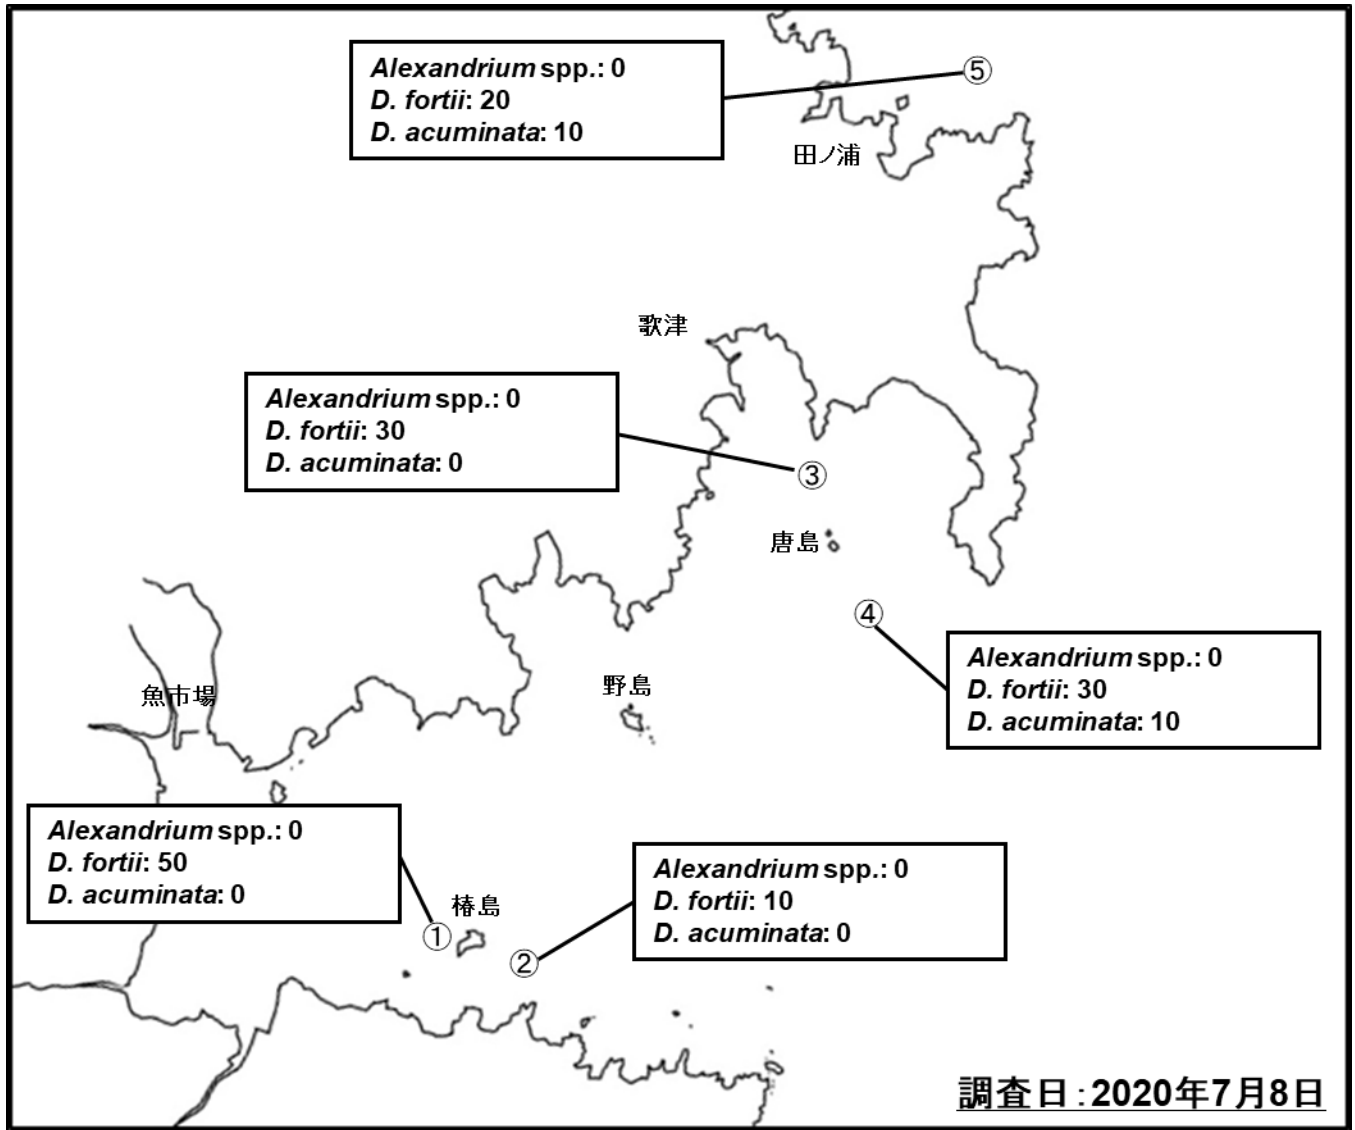 Alexandrium spp.: 0
D. fortii: 20
D. acuminata: 10
⑤
田ノ浦
歌津
Alexandrium spp.: 0
D. fortii: 30
D. acuminata: 0
③
唐島
④
Alexandrium spp.: 0
D. fortii: 30
D. acuminata: 10
野島
魚市場
Alexandrium spp.: 0
D. fortii: 50
D. acuminata: 0
椿島
①
②
Alexandrium spp.: 0
D. fortii: 10
D. acuminata: 0
調査日：2020年7月8日